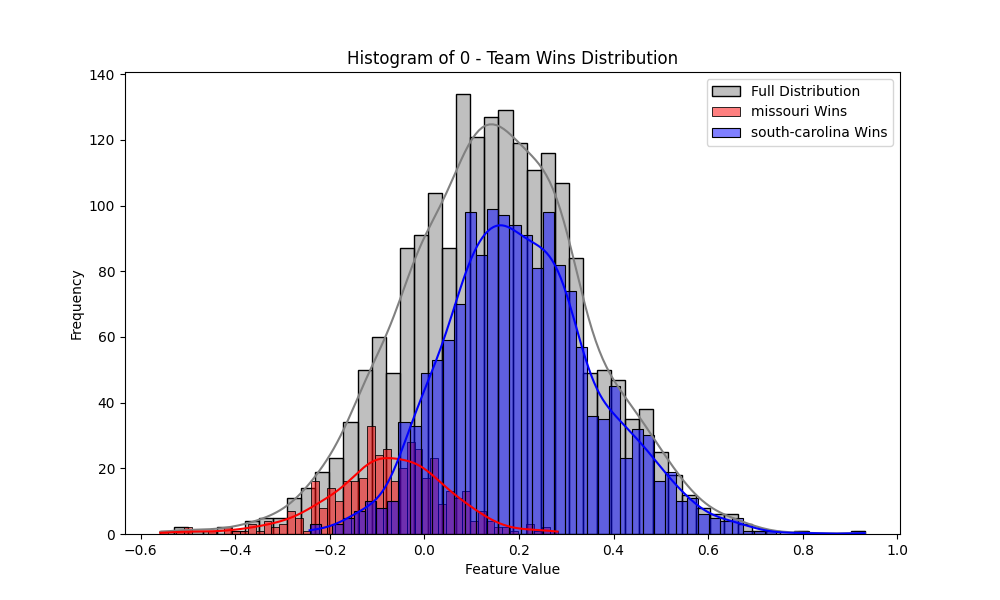 Histogram of 0 - Team Wins Distribution
Full Distribution
missouri Wins
south-carolina Wins
140
120
100
80
60
40
20
0
Frequency
−0.6 −0.4 −0.2 0.0 0.2 0.4 0.6 0.8 1.0
Feature Value